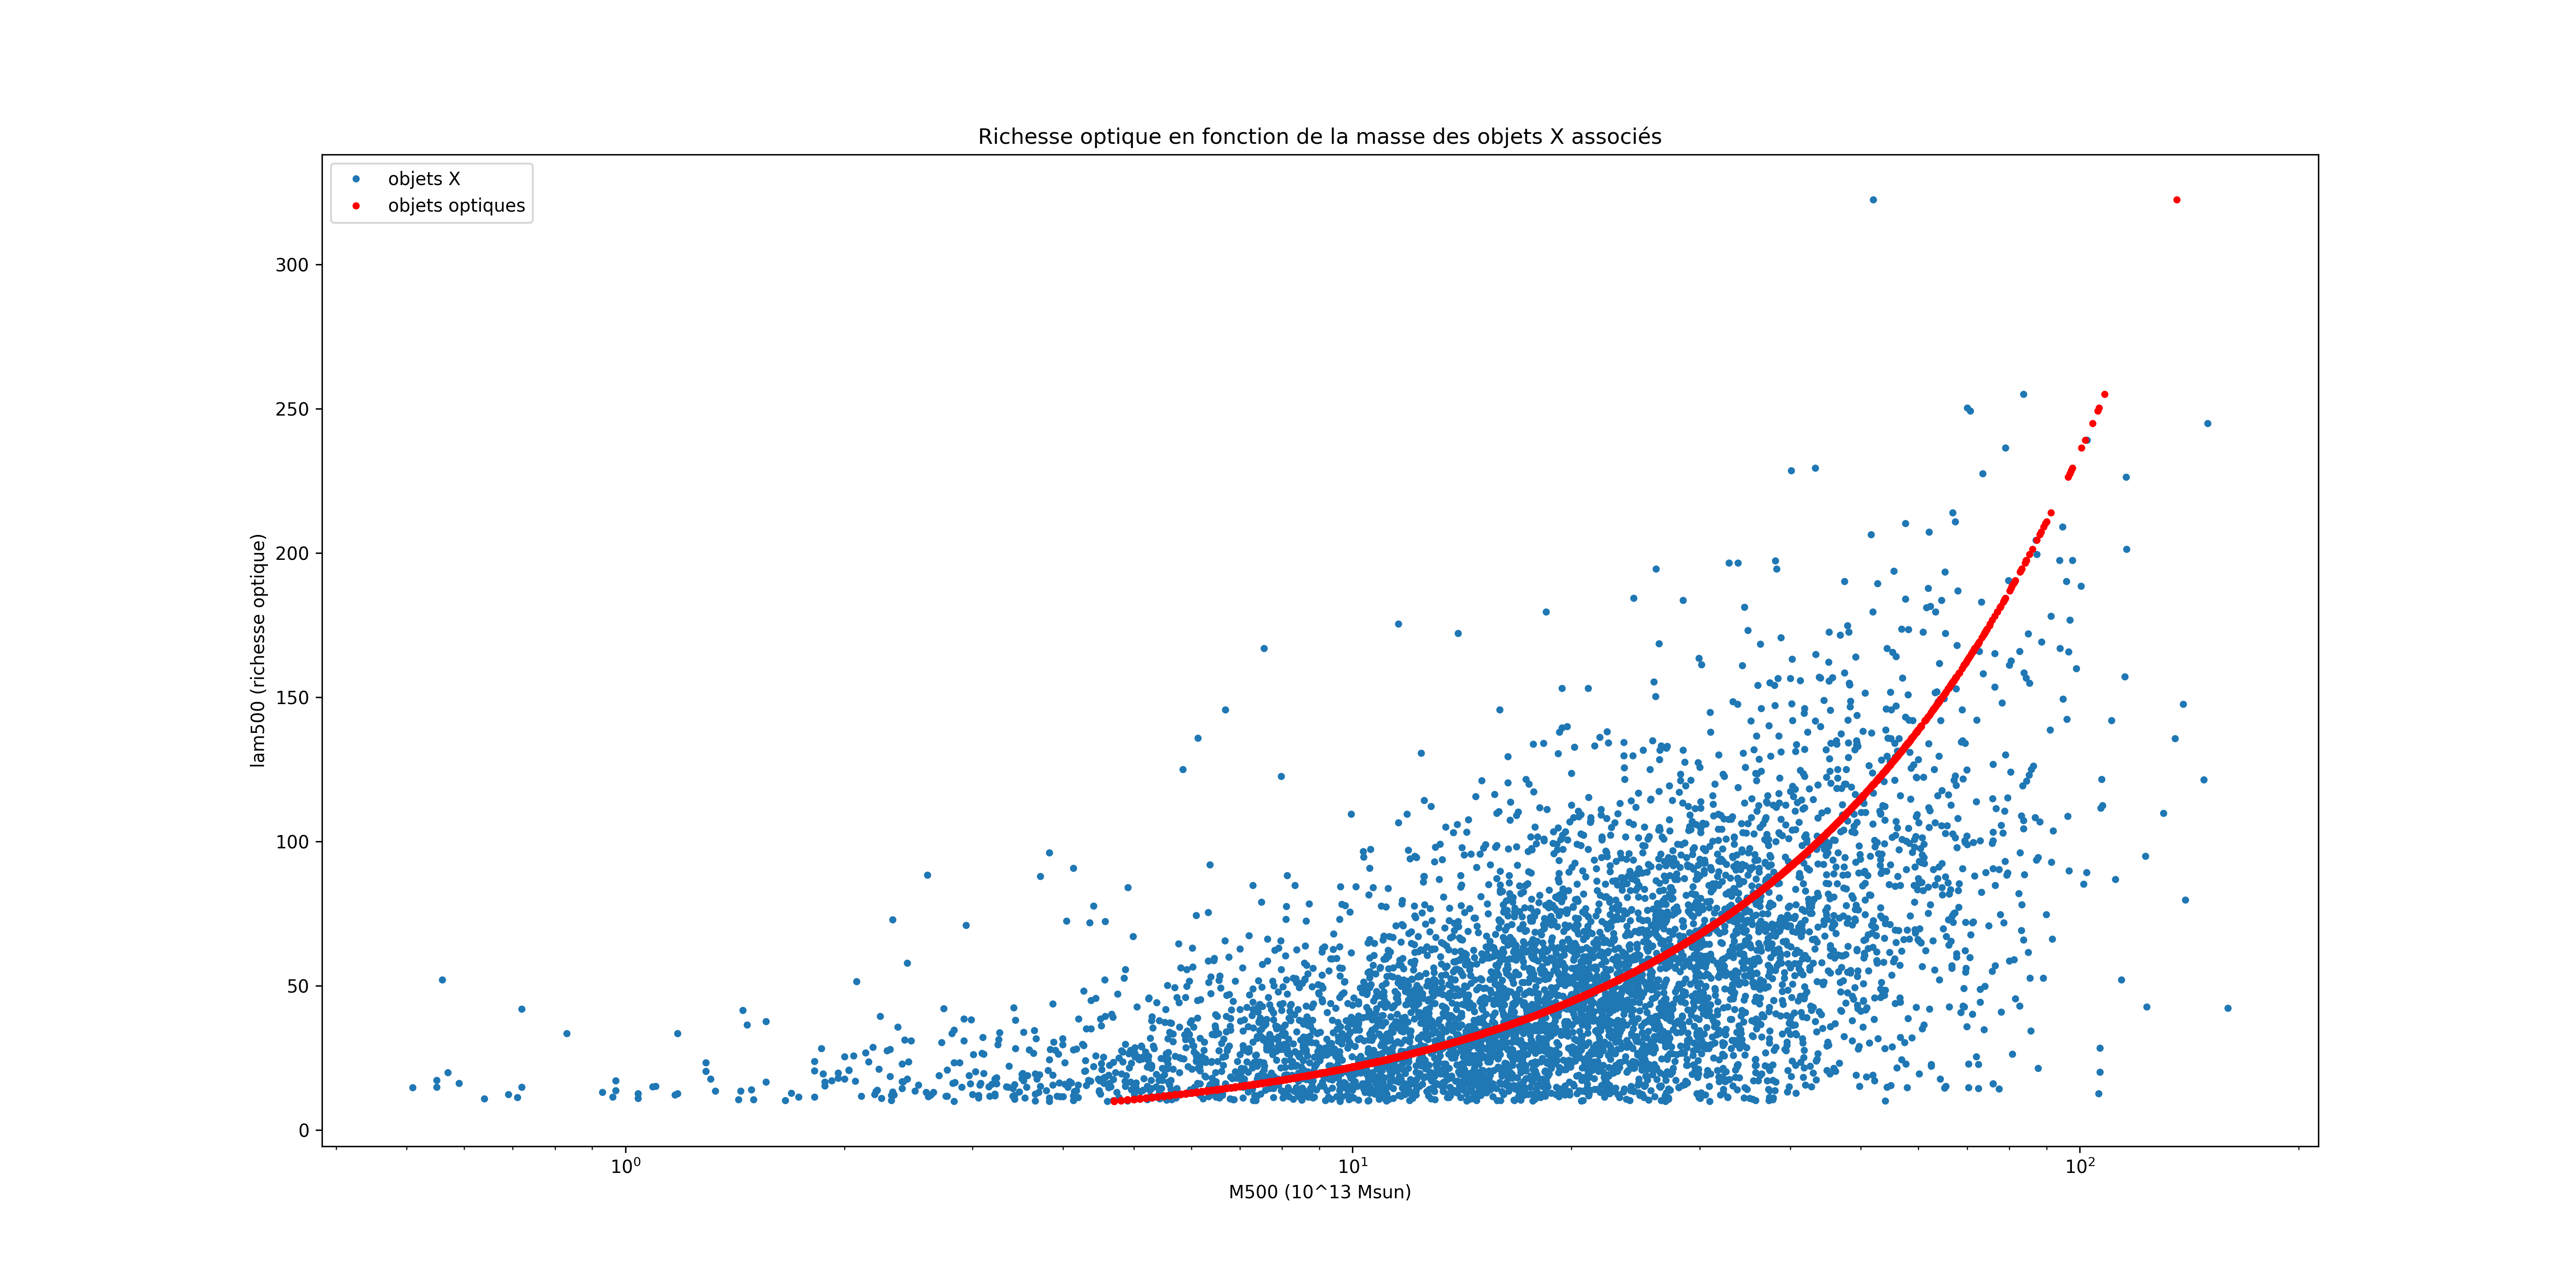 Richesse optique en fonction de la masse des objets X associés
objets X
objets optiques
300
250
200
150
100
50
0
lam500 (richesse optique)
10^0
10^1
10^2
M500 (10^13 Msun)